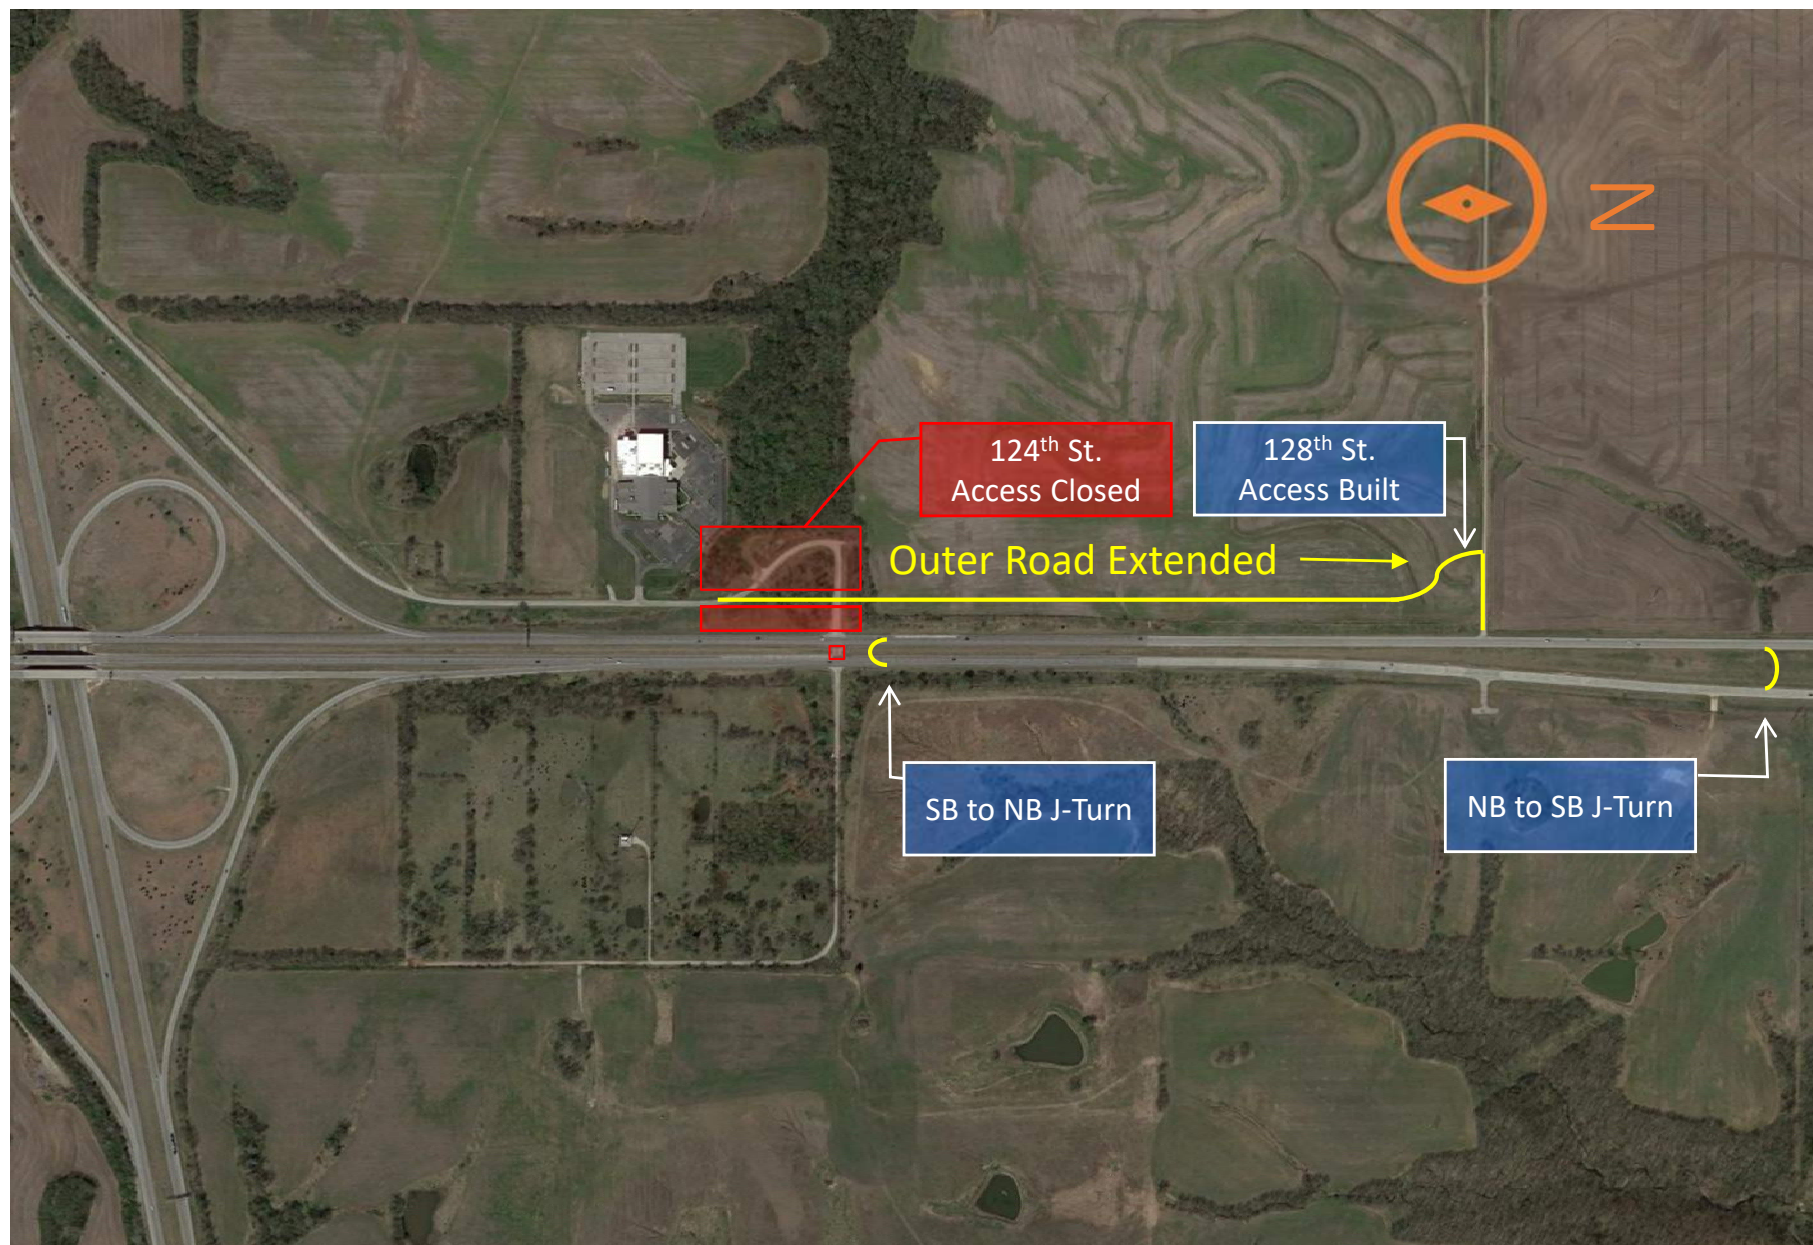 N
124th St.
Access Closed
128th St.
Access Built
Outer Road Extended
SB to NB J-Turn
NB to SB J-Turn